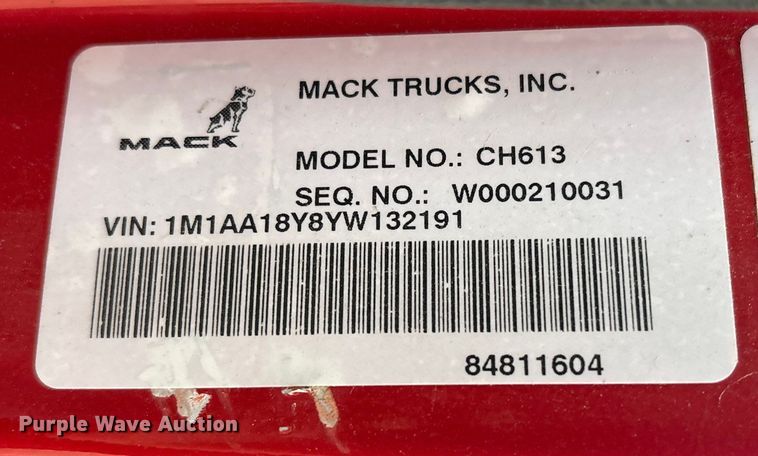 MACK TRUCKS, INC.
MACK
MODEL NO.: CH613
SEQ. NO.: W000210031
VIN: 1M1AA18Y8YW132191
84811604
Purple Wave Auction